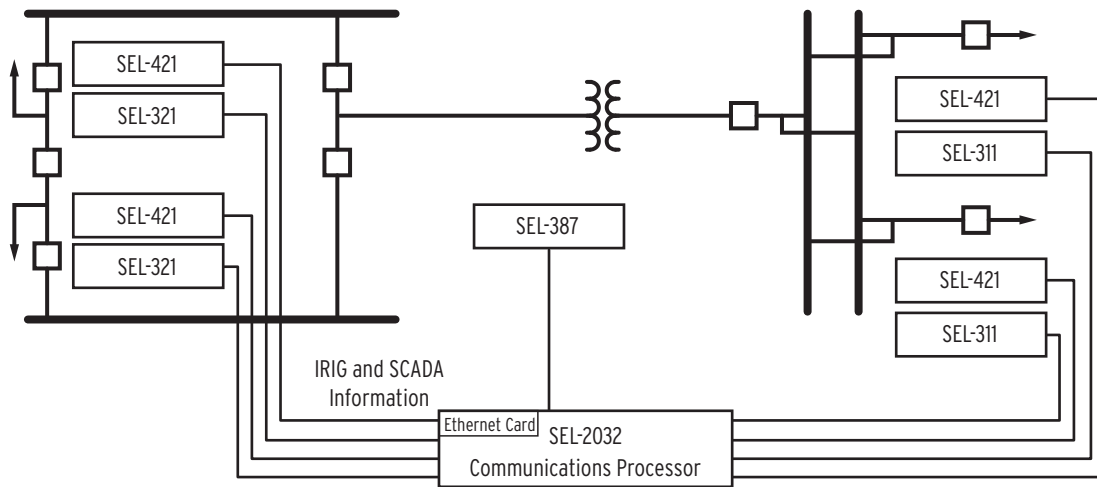 SEL-421
SEL-321
SEL-421
SEL-321
SEL-387
SEL-421
SEL-311
SEL-421
SEL-311
IRIG and SCADA
Information
Ethernet Card
SEL-2032
Communications Processor